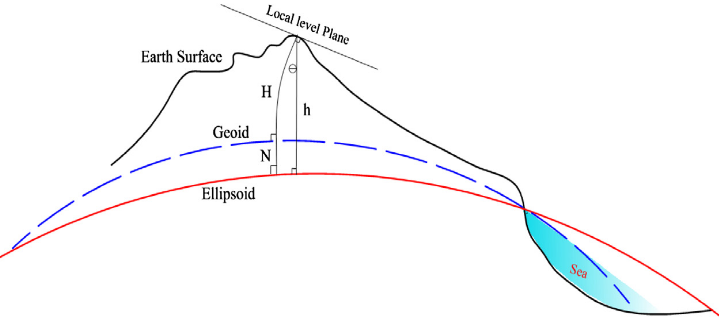 Local level Plane
Earth Surface
Θ
H
h
Geoid
N
Ellipsoid
Sea